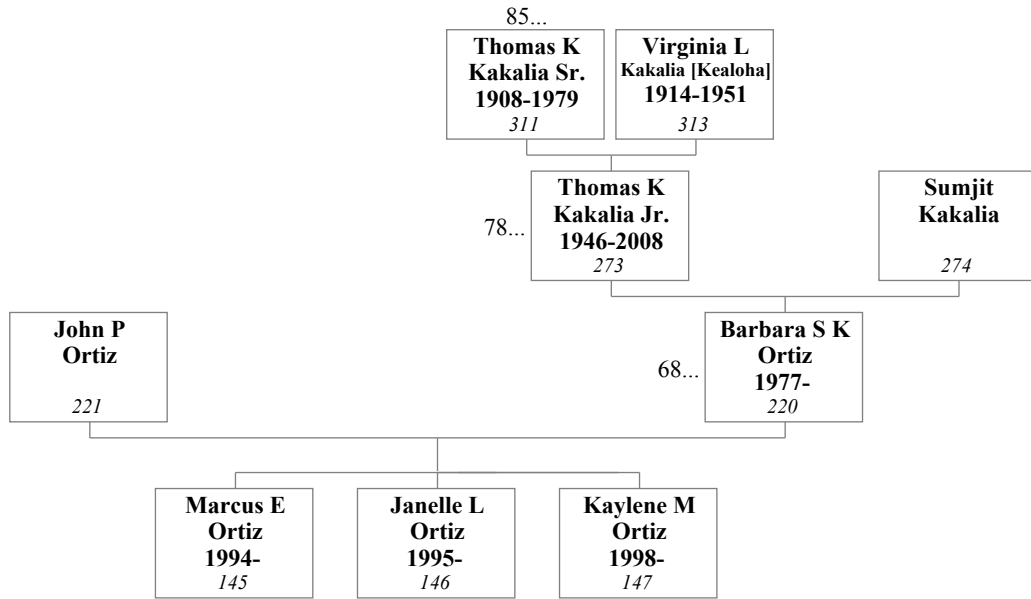 85...
Thomas K
Kakalia Sr.
1908-1979
311
Virginia L
Kakalia [Kealoha]
1914-1951
313
78...
Thomas K
Kakalia Jr.
1946-2008
273
Sumjit
Kakalia
274
John P
Ortiz
221
68...
Barbara S K
Ortiz
1977-
220
Marcus E
Ortiz
1994-
145
Janelle L
Ortiz
1995-
146
Kaylene M
Ortiz
1998-
147